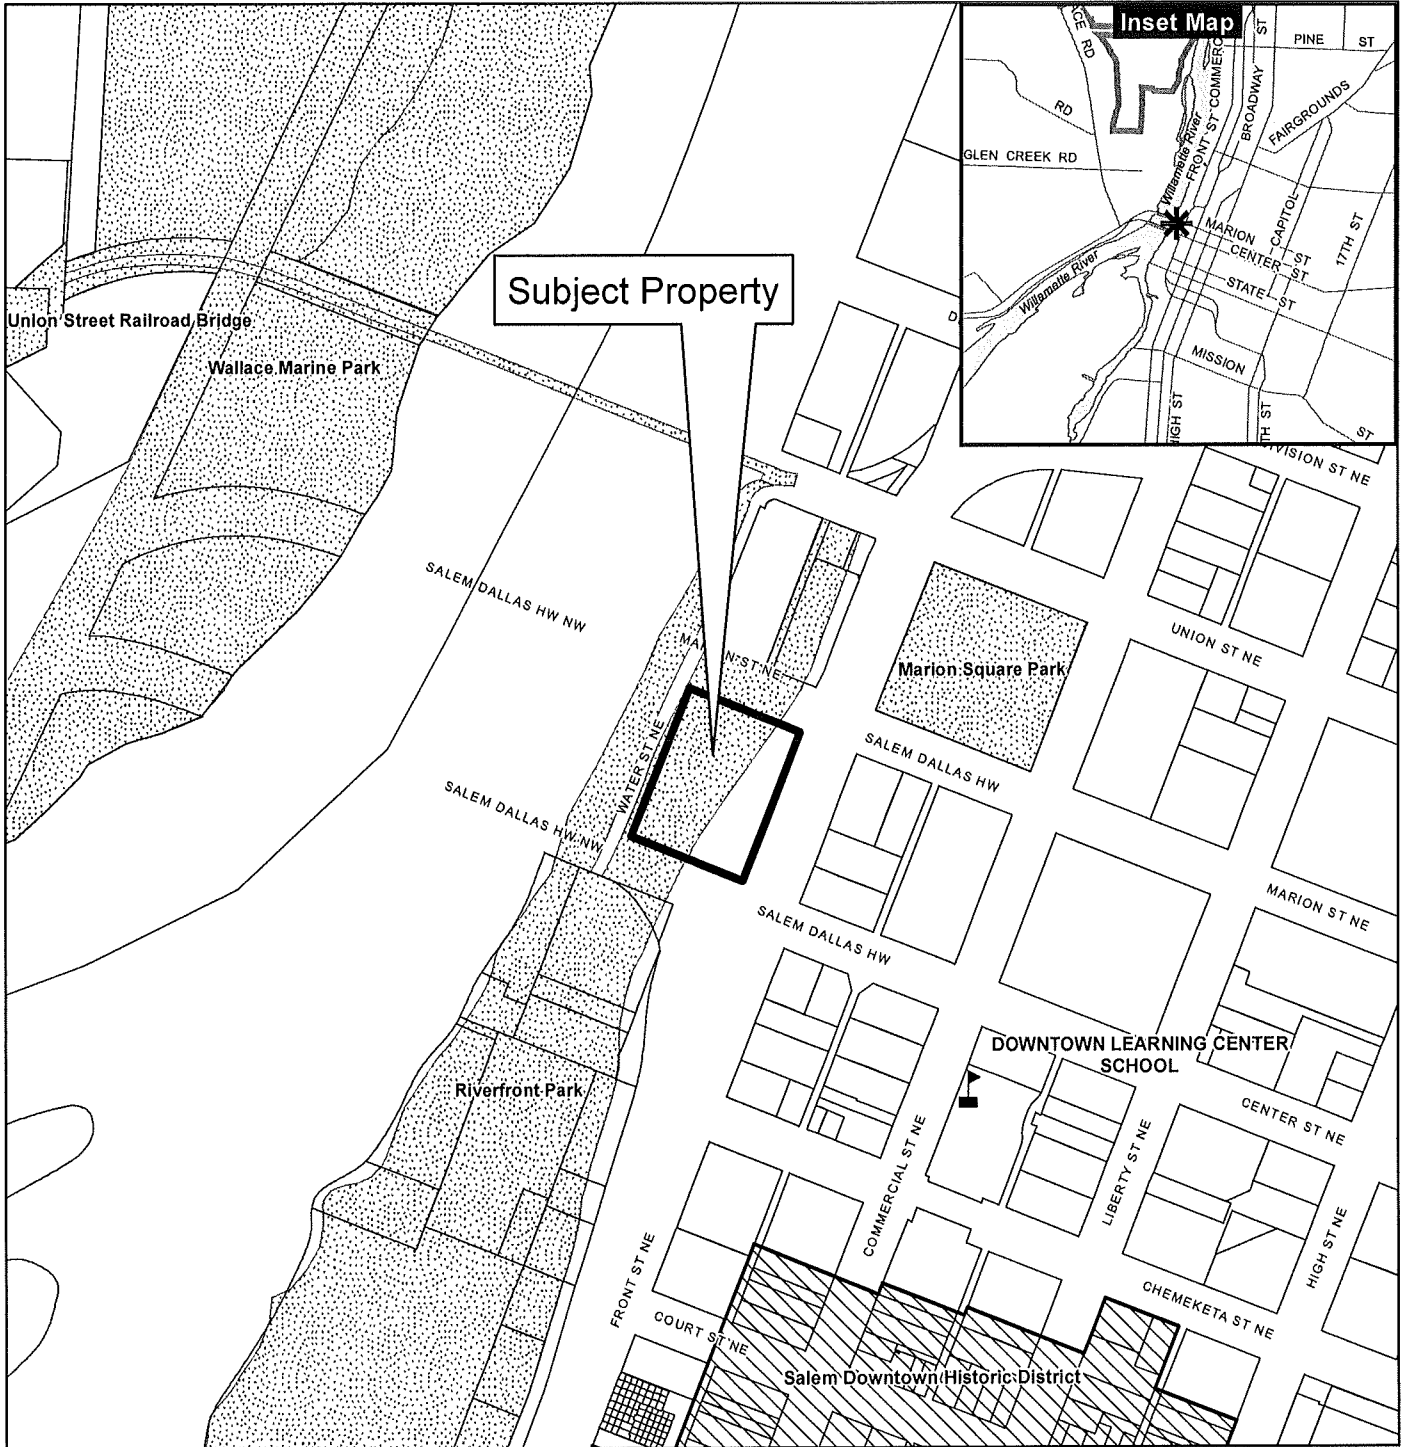 Inset Map
PINE ST
RD
FRONT ST
COMMERC
ST
BROADWAY
FAIRGROUNDS
RD
GLEN CREEK RD
Willamette River
Willamette River
MARION ST
CENTER ST
CAPITOL
17TH ST
STATE ST
MISSION
ST
HIGH ST
TH ST
Subject Property
Union Street Railroad Bridge
Wallace Marine Park
D
IVISION ST NE
SALEM DALLAS HW NW
UNION ST NE
Marion Square Park
WATER ST NE
SALEM DALLAS HW
SALEM DALLAS HW NW
MARION ST NE
SALEM DALLAS HW
DOWNTOWN LEARNING CENTER
SCHOOL
Riverfront Park
CENTER ST NE
COMMERCIAL ST NE
LIBERTY ST NE
HIGH ST NE
FRONT ST NE
CHEMEKETA ST NE
COURT ST NE
Salem Downtown Historic District